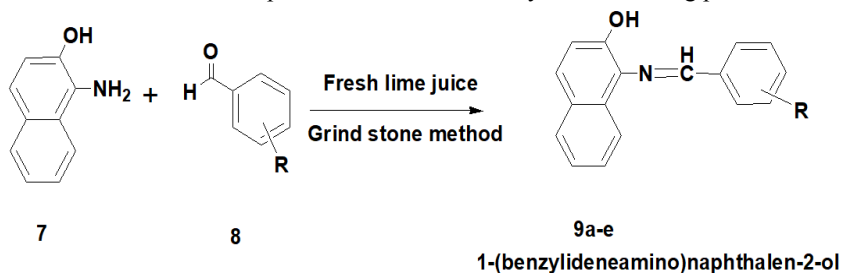 OH
NH2
+
H
O
R
Fresh lime juice
Grind stone method
OH
N
C
H
R
7
8
9a-e
1-(benzylideneamino)naphthalen-2-ol